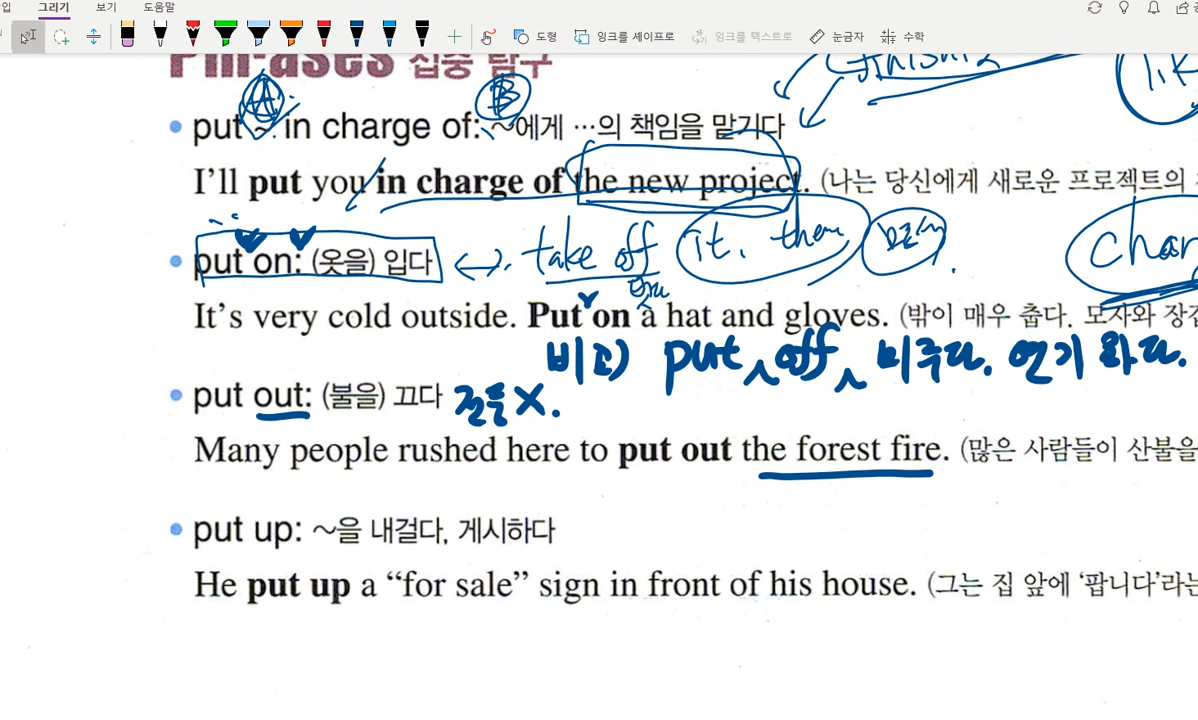 입 그리기 보기 도움말
도형 잉크를 셰이프로 잉크를 텍스트로 눈금자 수학
Phrases 집중 탐구
finishing
A B
put ~ in charge of: ~에게 …의 책임을 맡기다
I'll put you in charge of the new project. (나는 당신에게 새로운 프로젝트의
put on: (옷을) 입다 ↔ take off it, them
char
It's very cold outside. Put on a hat and gloves. (밖이 매우 춥다. 모자와 장갑
비교) put off 미루다. 연기하다.
put out: (불을) 끄다 전등 X.
Many people rushed here to put out the forest fire. (많은 사람들이 산불을
put up: ~을 내걸다, 게시하다
He put up a “for sale” sign in front of his house. (그는 집 앞에 ‘팝니다’라는